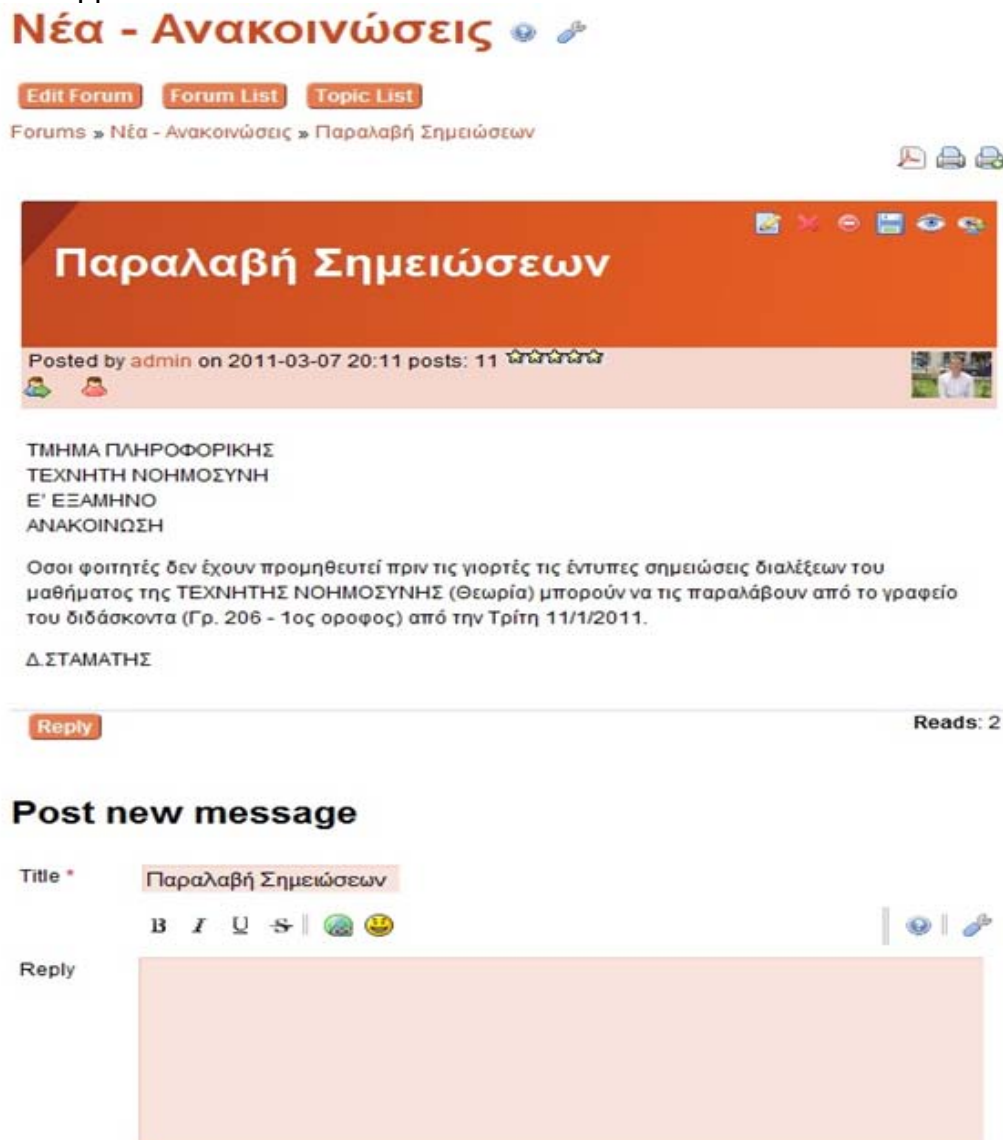 Νέα - Ανακοινώσεις
Edit Forum Forum List Topic List
Forums » Νέα - Ανακοινώσεις » Παραλαβή Σημειώσεων
Παραλαβή Σημειώσεων
Posted by admin on 2011-03-07 20:11 posts: 11
ΤΜΗΜΑ ΠΛΗΡΟΦΟΡΙΚΗΣ
ΤΕΧΝΗΤΗ ΝΟΗΜΟΣΥΝΗ
Ε' ΕΞΑΜΗΝΟ
ΑΝΑΚΟΙΝΩΣΗ
Οσοι φοιτητές δεν έχουν προμηθευτεί πριν τις γιορτές τις έντυπες σημειώσεις διαλέξεων του
μαθήματος της ΤΕΧΝΗΤΗΣ ΝΟΗΜΟΣΥΝΗΣ (Θεωρία) μπορούν να τις παραλάβουν από το γραφείο
του διδάσκοντα (Γρ. 206 - 1ος οροφος) από την Τρίτη 11/1/2011.
Δ.ΣΤΑΜΑΤΗΣ
Reply Reads: 2
Post new message
Title * Παραλαβή Σημειώσεων
B I U S
Reply